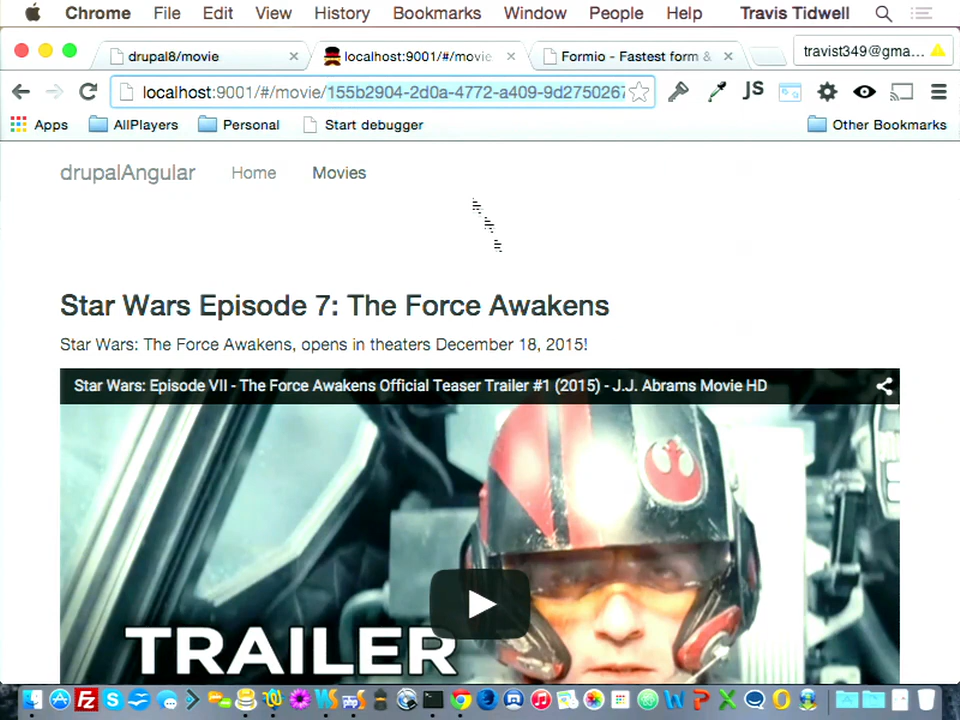 Chrome File Edit View History Bookmarks Window People Help Travis Tidwell
drupal8/movie
localhost:9001/#/movie
Formio - Fastest form &
travist349@gma...
localhost:9001/#/movie/155b2904-2d0a-4772-a409-9d2750267
JS
Apps AllPlayers Personal Start debugger Other Bookmarks
drupalAngular Home Movies
Star Wars Episode 7: The Force Awakens
Star Wars: The Force Awakens, opens in theaters December 18, 2015!
Star Wars: Episode VII - The Force Awakens Official Teaser Trailer #1 (2015) - J.J. Abrams Movie HD
TRAILER